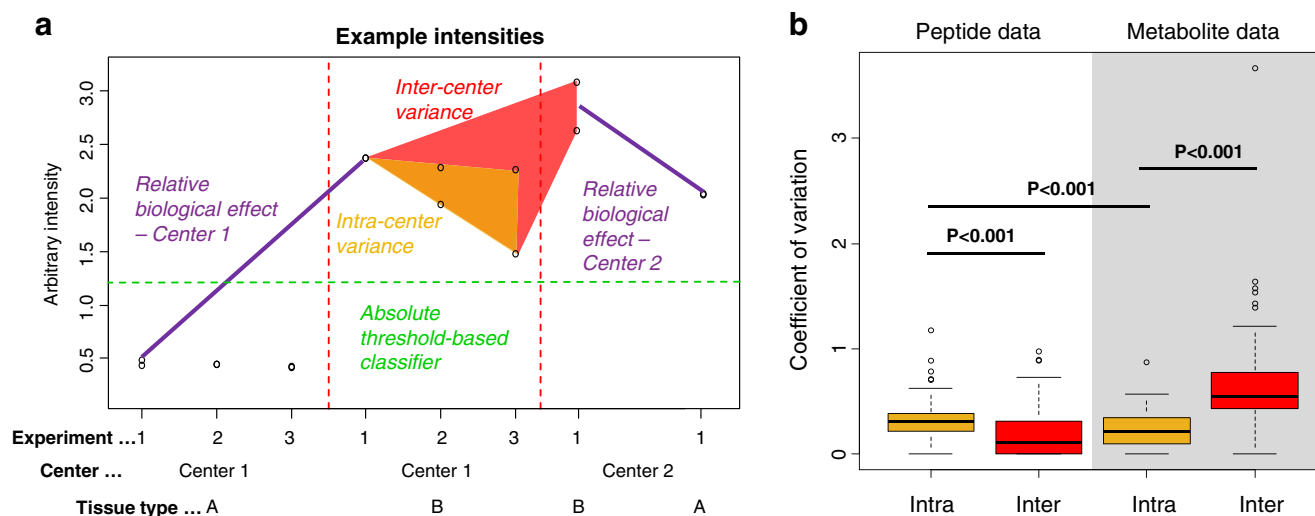 a
Example intensities
Arbitrary intensity
3.0
2.5
2.0
1.5
1.0
0.5
Inter-center
variance
Relative
biological effect
– Center 1
Intra-center
variance
Relative
biological
effect –
Center 2
Absolute
threshold-based
classifier
Experiment ... 1 2 3 1 2 3 1 1
Center ... Center 1 Center 1 Center 2
Tissue type ... A B B A
b
Peptide data Metabolite data
Coefficient of variation
3
2
1
0
P<0.001
P<0.001
P<0.001
Intra Inter Intra Inter